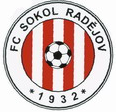 FC SOKOL RADĚJOV
* 1932 *